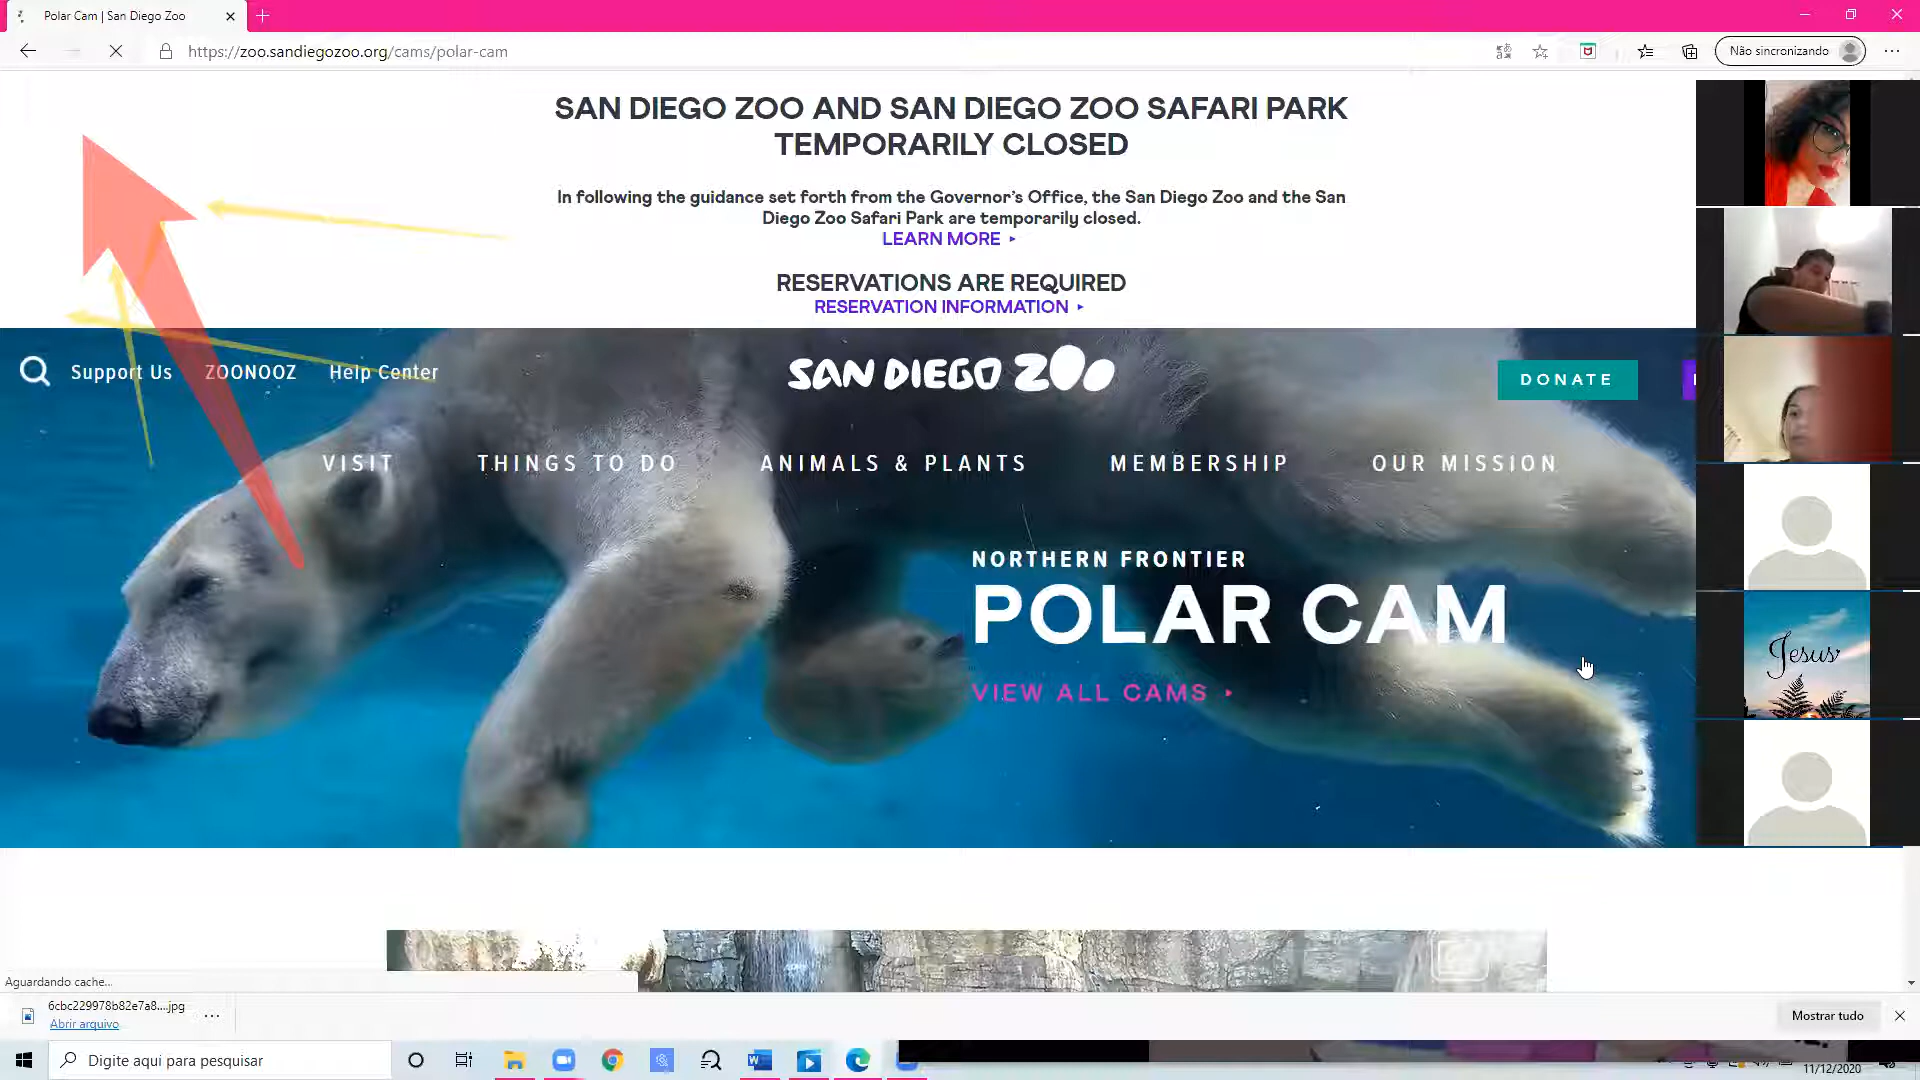 Polar Cam | San Diego Zoo
https://zoo.sandiegozoo.org/cams/polar-cam
Não sincronizando
SAN DIEGO ZOO AND SAN DIEGO ZOO SAFARI PARK
TEMPORARILY CLOSED
In following the guidance set forth from the Governor's Office, the San Diego Zoo and the San
Diego Zoo Safari Park are temporarily closed.
LEARN MORE
RESERVATIONS ARE REQUIRED
RESERVATION INFORMATION
Support Us
ZOONOOZ
Help Center
SAN DIEGO ZOO
DONATE
VISIT
THINGS TO DO
ANIMALS & PLANTS
MEMBERSHIP
OUR MISSION
NORTHERN FRONTIER
POLAR CAM
VIEW ALL CAMS
Jesus
Aguardando cache...
6cbc229978b82e7a8....jpg
Abrir arquivo
Mostrar tudo
Digite aqui para pesquisar
11/12/2020